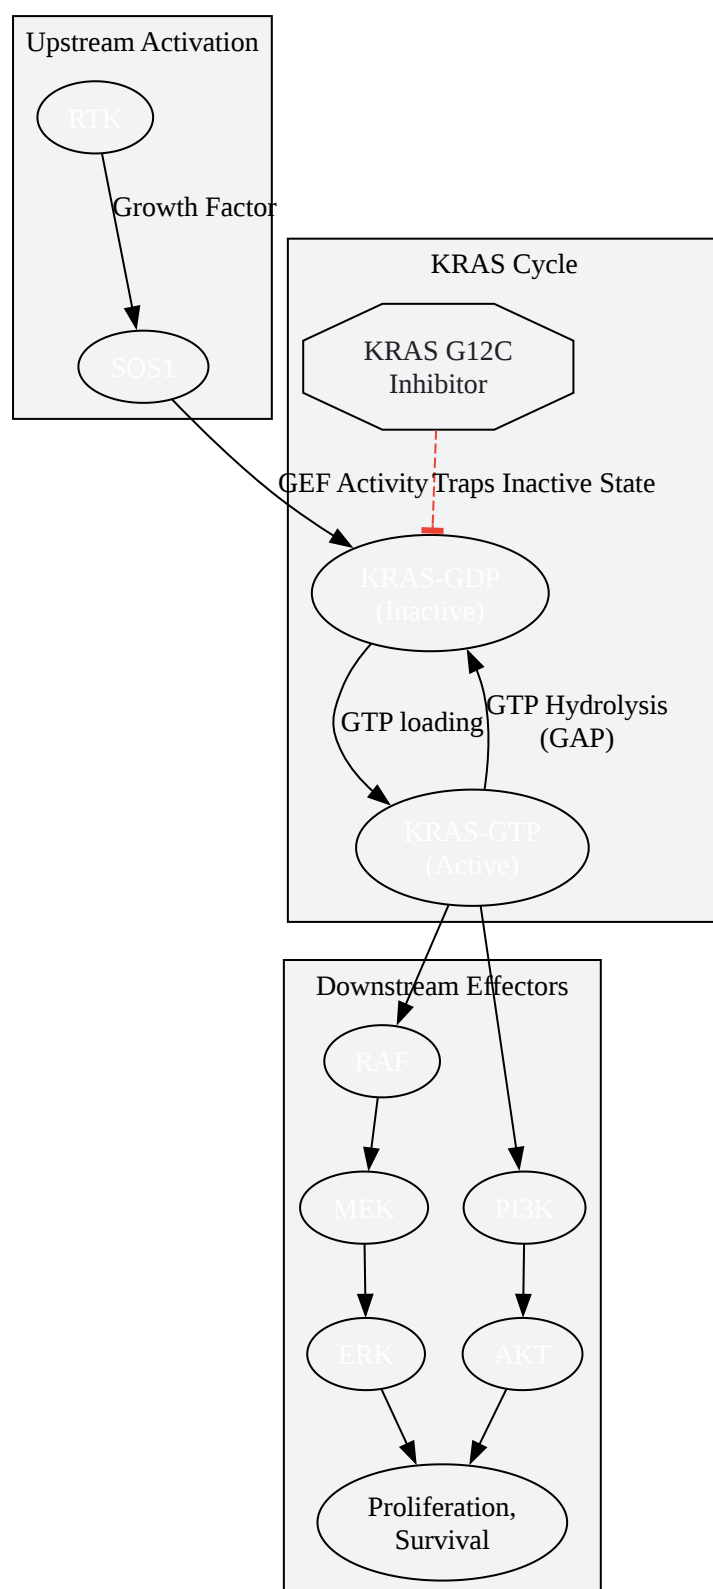 Upstream Activation
RTK
Growth Factor
SOS1
KRAS Cycle
KRAS G12C
Inhibitor
GEF Activity
Traps Inactive State
KRAS-GDP
(Inactive)
GTP loading
GTP Hydrolysis
(GAP)
KRAS-GTP
(Active)
Downstream Effectors
RAF
MEK
PI3K
ERK
AKT
Proliferation,
Survival